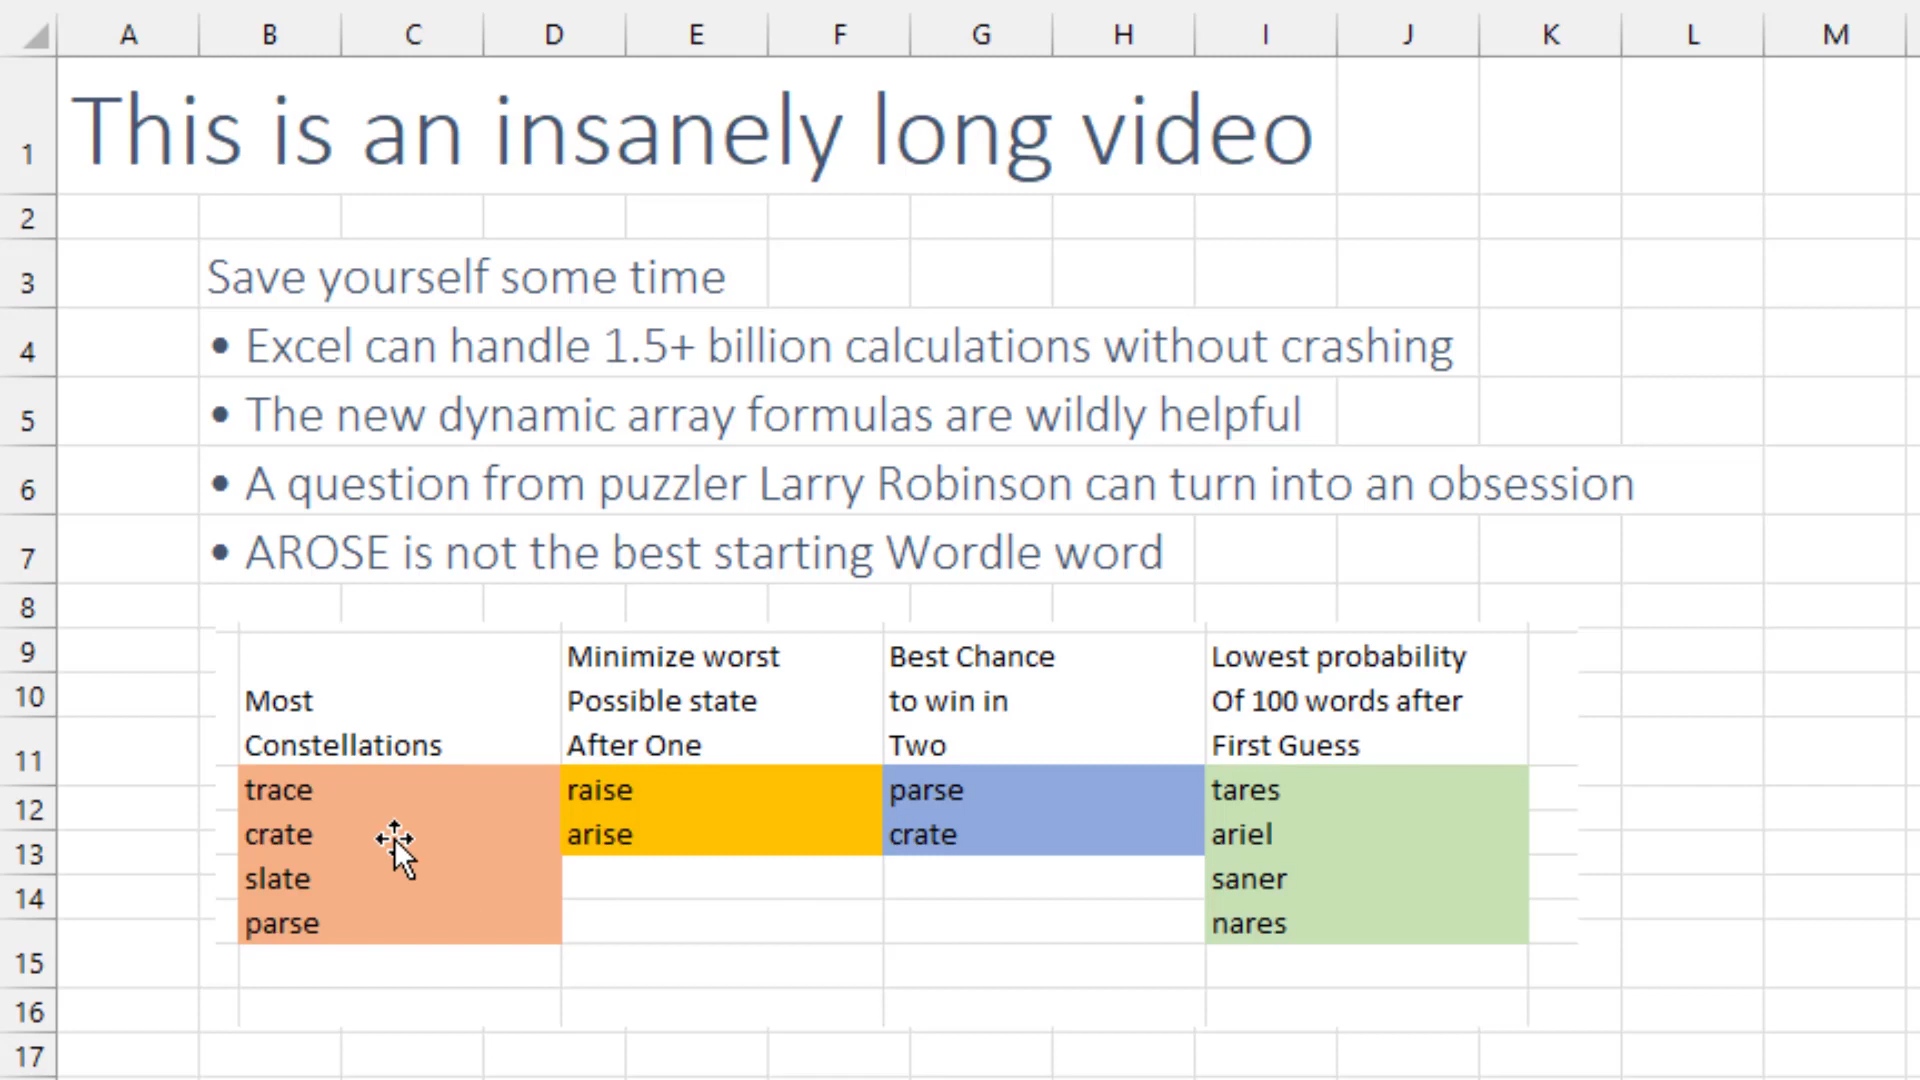 A B C D E F G H I J K L M
1 This is an insanely long video
2
3 Save yourself some time
4 • Excel can handle 1.5+ billion calculations without crashing
5 • The new dynamic array formulas are wildly helpful
6 • A question from puzzler Larry Robinson can turn into an obsession
7 • AROSE is not the best starting Wordle word
8
9 Minimize worst Best Chance Lowest probability
10 Most Possible state to win in Of 100 words after
11 Constellations After One Two First Guess
12 trace raise parse tares
13 crate arise crate ariel
14 slate saner
parse nares
15
16
17